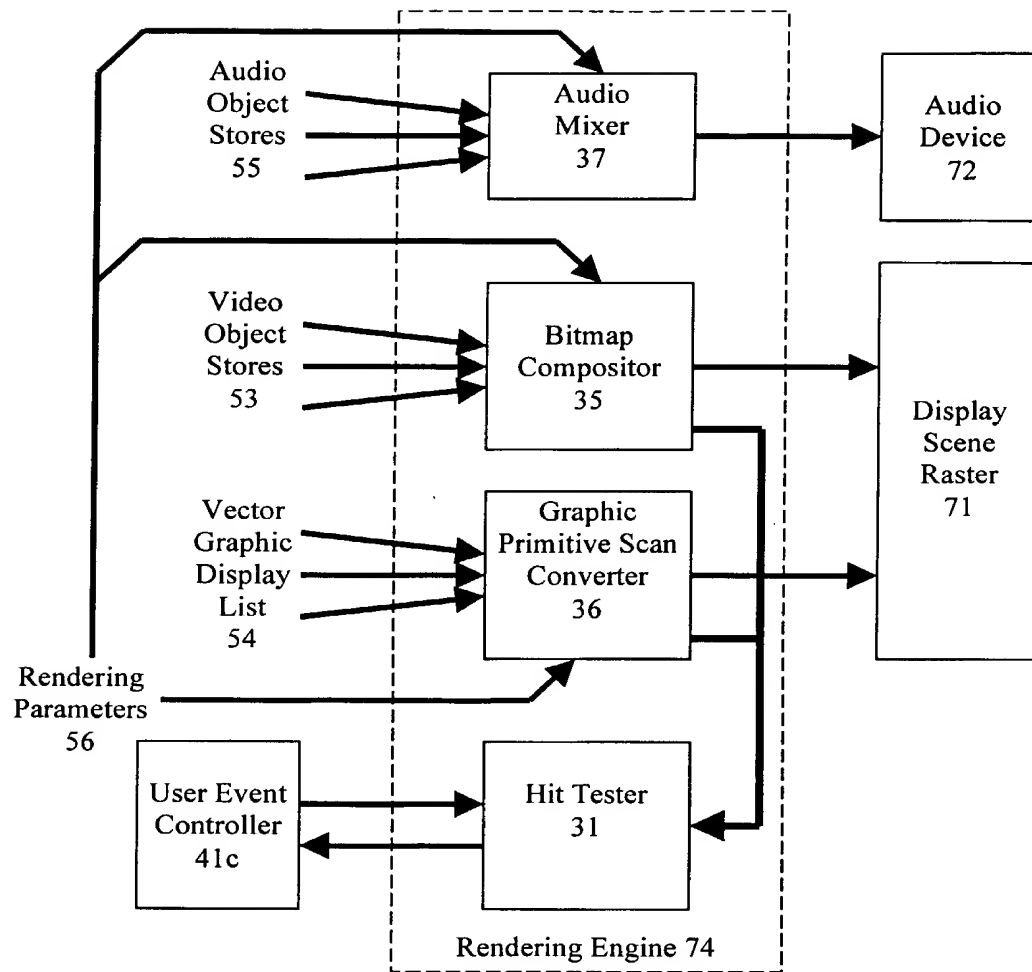 Audio
Object
Stores
55
Audio
Mixer
37
Audio
Device
72
Video
Object
Stores
53
Bitmap
Compositor
35
Display
Scene
Raster
71
Vector
Graphic
Display
List
54
Graphic
Primitive Scan
Converter
36
Rendering
Parameters
56
User Event
Controller
41c
Hit Tester
31
Rendering Engine 74